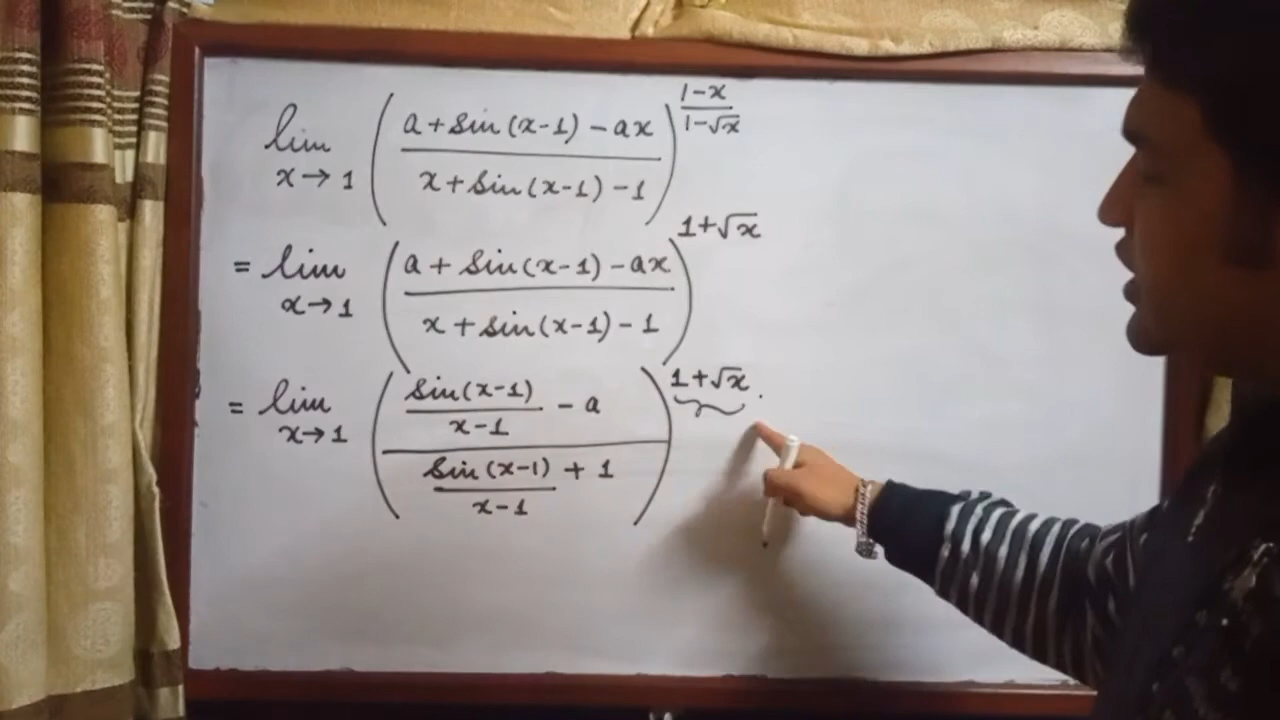 lim x→1 (a + sin(x-1) - ax / x + sin(x-1) - 1)^(1-x / 1-√x)
= lim x→1 (a + sin(x-1) - ax / x + sin(x-1) - 1)^(1+√x)
= lim x→1 (sin(x-1)/x-1 - a / sin(x-1)/x-1 + 1)^(1+√x) .